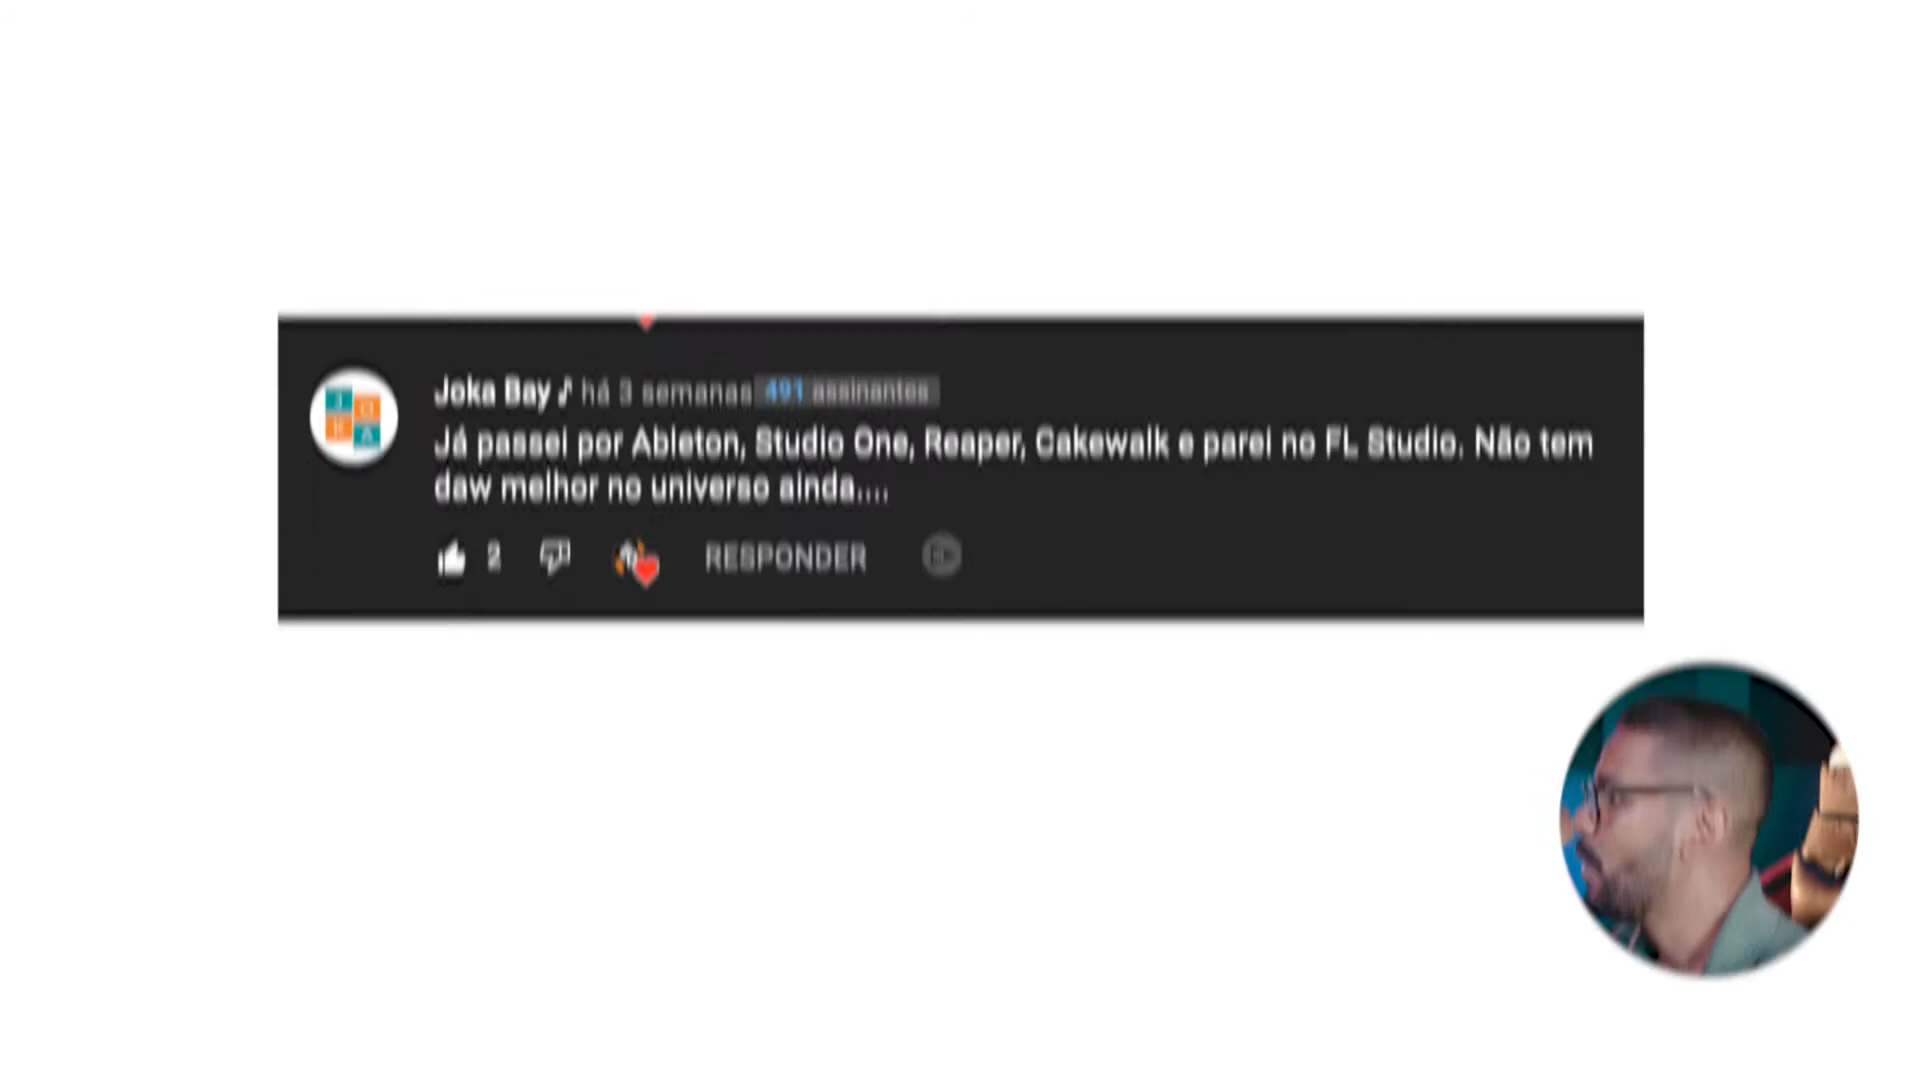 Joka Bay há 3 semanas 491 assinantes
Já passei por Ableton, Studio One, Reaper, Cakewalk e parei no FL Studio. Não tem
daw melhor no universo ainda....
2 RESPONDER
J O
K A